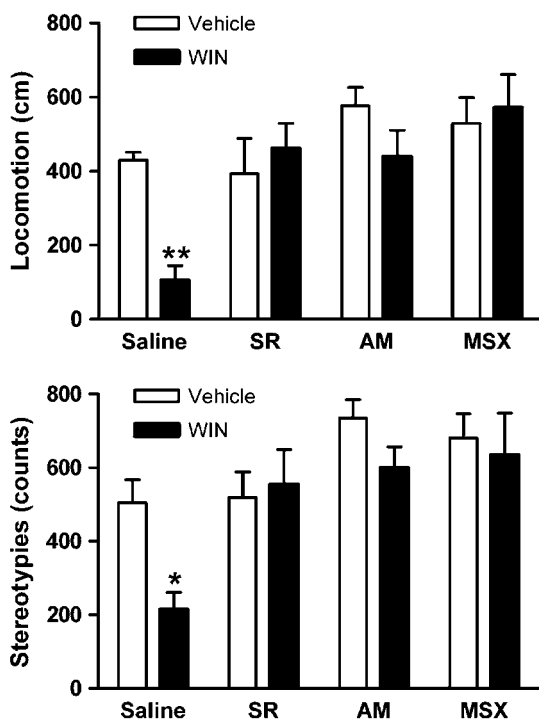 Locomotion (cm)
800
600
400
200
0
Vehicle
WIN
**
Saline SR AM MSX
Stereotypies (counts)
800
600
400
200
0
Vehicle
WIN
*
Saline SR AM MSX